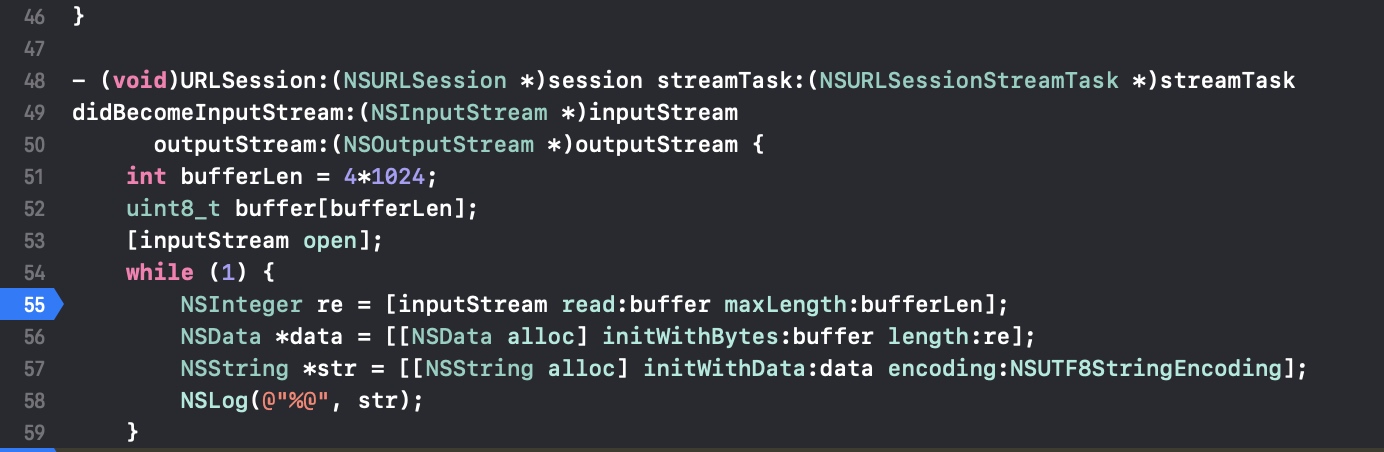 46 }
47
48 - (void)URLSession:(NSURLSession *)session streamTask:(NSURLSessionStreamTask *)streamTask
49 didBecomeInputStream:(NSInputStream *)inputStream
50       outputStream:(NSOutputStream *)outputStream {
51     int bufferLen = 4*1024;
52     uint8_t buffer[bufferLen];
53     [inputStream open];
54     while (1) {
55         NSInteger re = [inputStream read:buffer maxLength:bufferLen];
56         NSData *data = [[NSData alloc] initWithBytes:buffer length:re];
57         NSString *str = [[NSString alloc] initWithData:data encoding:NSUTF8StringEncoding];
58         NSLog(@"%@", str);
59     }